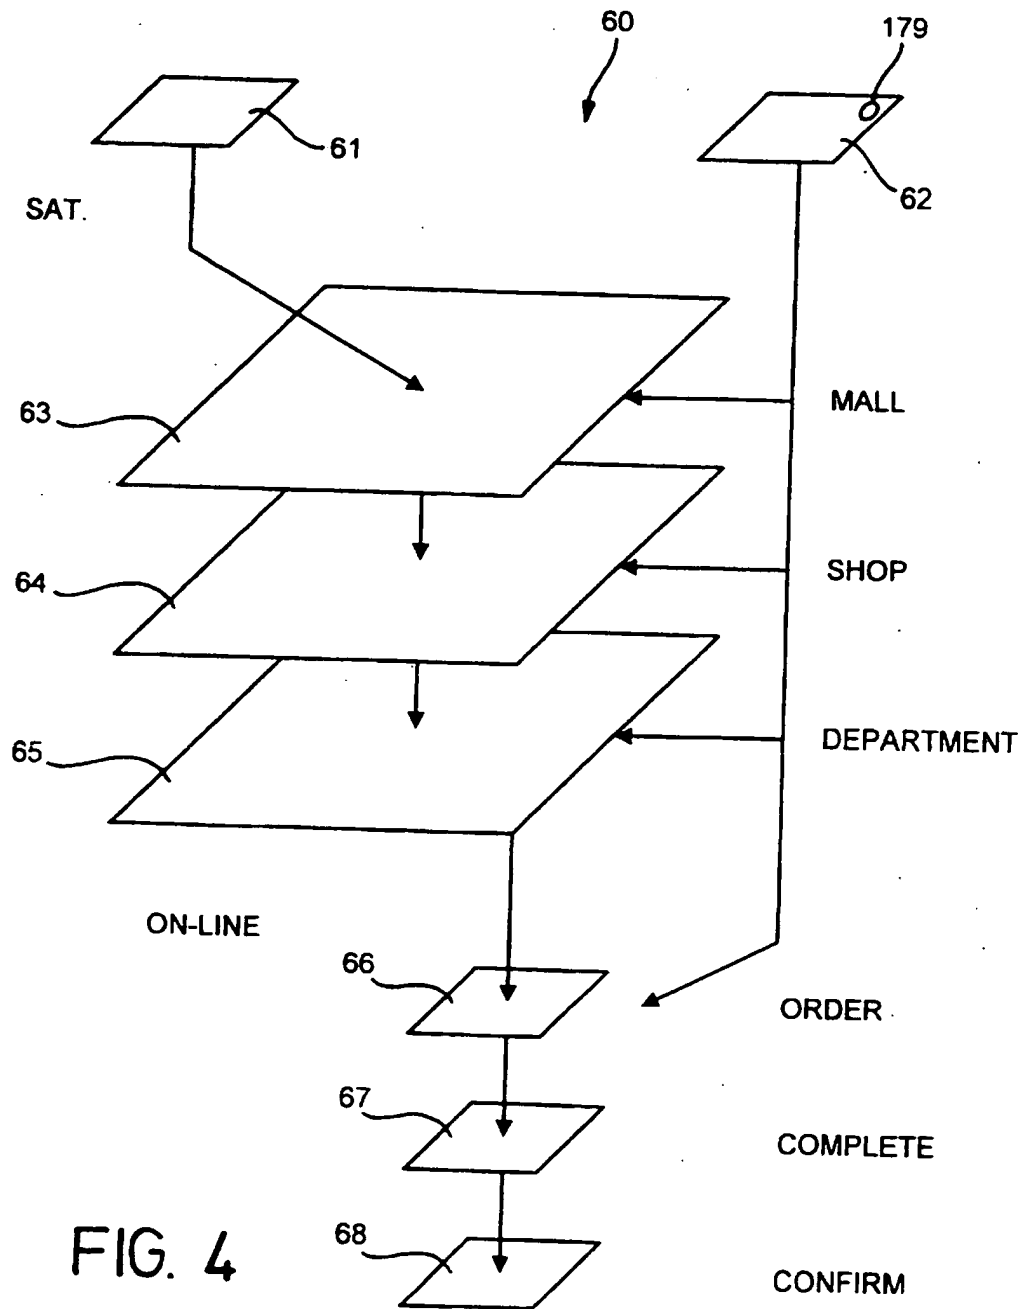 60
179
61
62
SAT.
63
MALL
64
SHOP
65
DEPARTMENT
ON-LINE
66
ORDER
67
COMPLETE
68
CONFIRM
FIG. 4